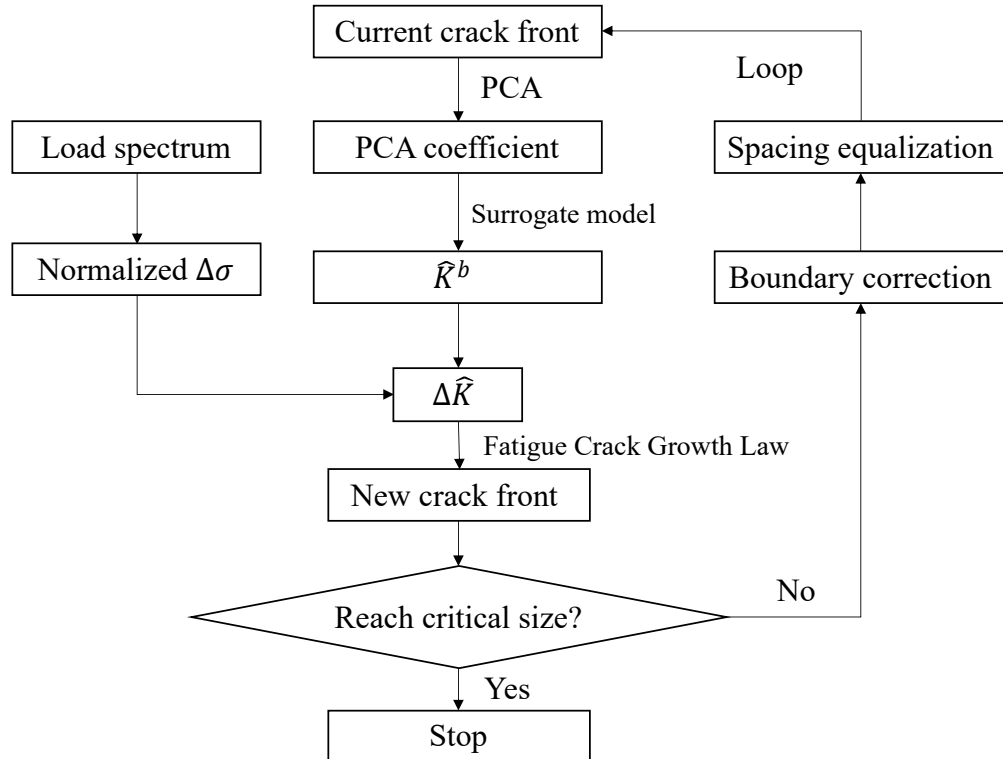 Current crack front
Loop
PCA
Load spectrum
PCA coefficient
Spacing equalization
Surrogate model
Normalized Δσ
K̂ᵇ
Boundary correction
ΔK̂
Fatigue Crack Growth Law
New crack front
Reach critical size?
No
Yes
Stop